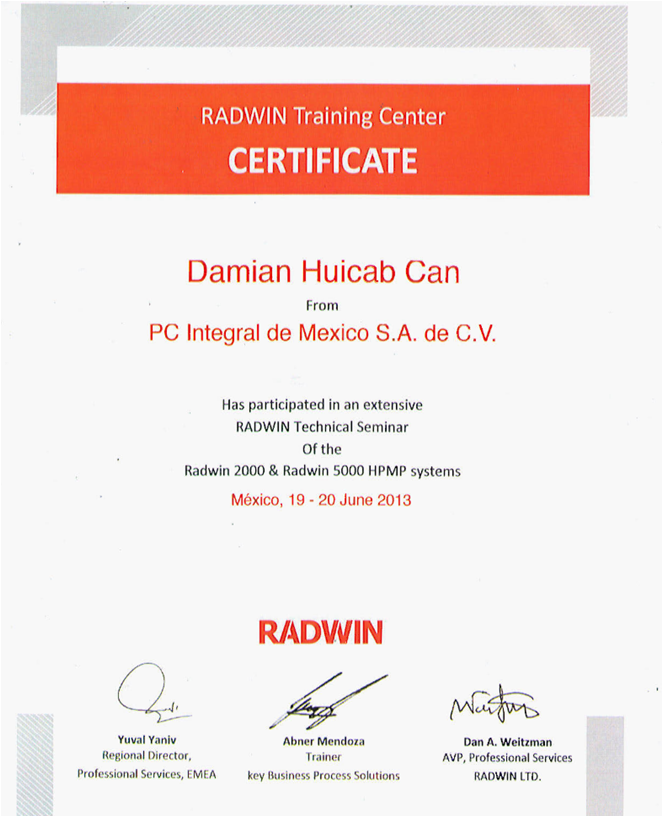 RADWIN Training Center
CERTIFICATE
Damian Huicab Can
From
PC Integral de Mexico S.A. de C.V.
Has participated in an extensive
RADWIN Technical Seminar
Of the
Radwin 2000 & Radwin 5000 HPMP systems
México, 19 - 20 June 2013
RADWIN
Yuval Yaniv
Regional Director,
Professional Services, EMEA
Abner Mendoza
Trainer
key Business Process Solutions
Dan A. Weitzman
AVP, Professional Services
RADWIN LTD.